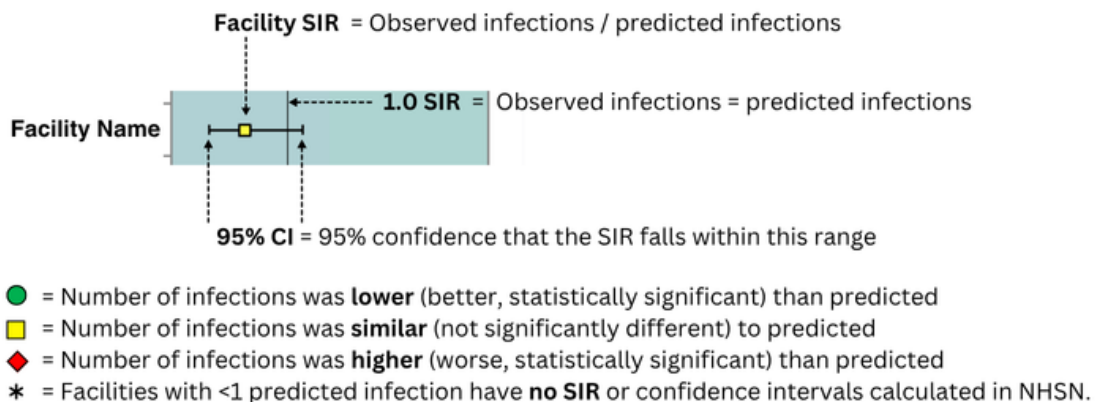 Facility SIR = Observed infections / predicted infections
1.0 SIR = Observed infections = predicted infections
Facility Name
95% CI = 95% confidence that the SIR falls within this range
= Number of infections was lower (better, statistically significant) than predicted
= Number of infections was similar (not significantly different) to predicted
= Number of infections was higher (worse, statistically significant) than predicted
* = Facilities with <1 predicted infection have no SIR or confidence intervals calculated in NHSN.